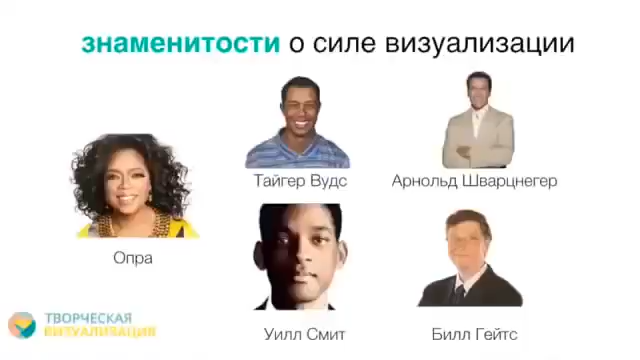 знаменитости о силе визуализации
Тайгер Вудс
Арнольд Шварцнегер
Опра
Уилл Смит
Билл Гейтс
ТВОРЧЕСКАЯ
ВИЗУАЛИЗАЦИЯ